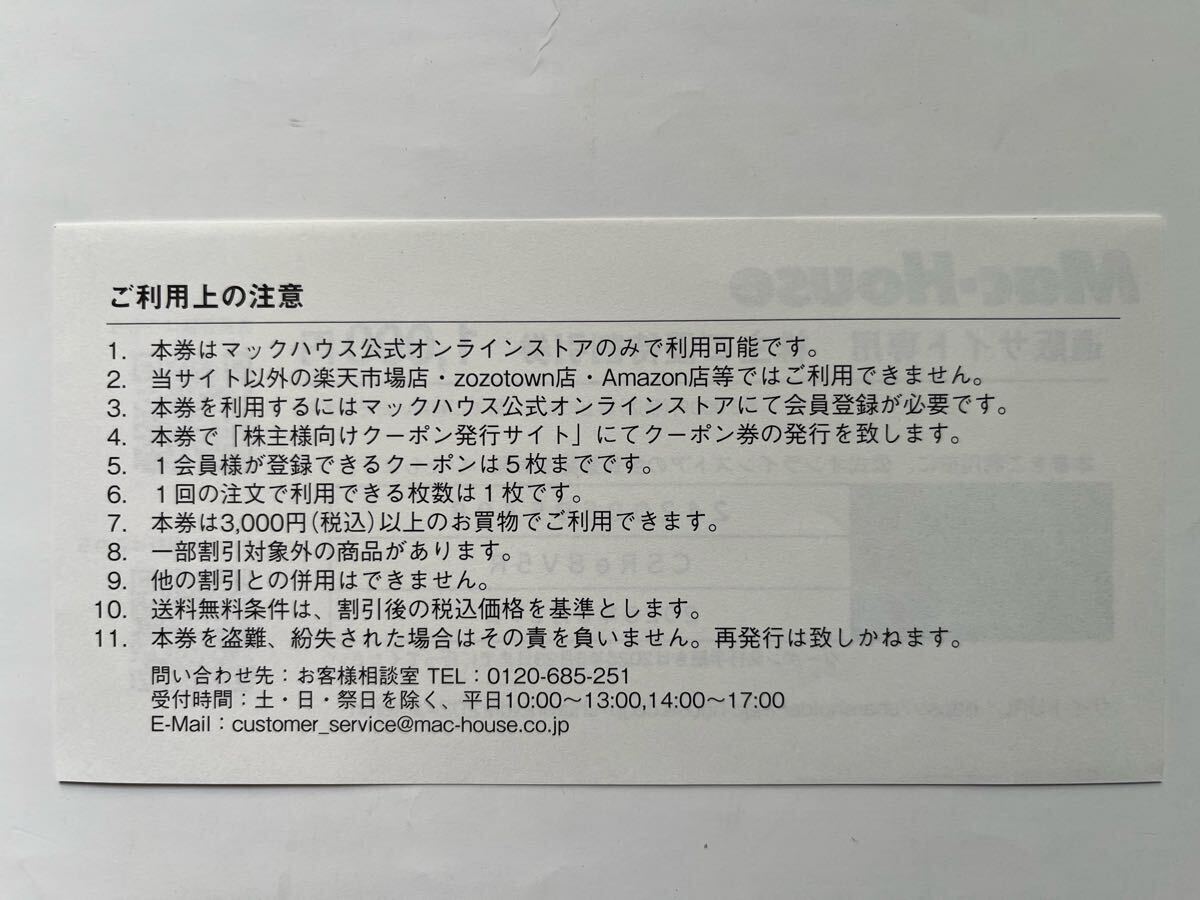 ご利用上の注意
1. 本券はマックハウス公式オンラインストアのみで利用可能です。
2. 当サイト以外の楽天市場店・zozotown店・Amazon店等ではご利用できません。
3. 本券を利用するにはマックハウス公式オンラインストアにて会員登録が必要です。
4. 本券で「株主様向けクーポン発行サイト」にてクーポン券の発行を致します。
5. １会員様が登録できるクーポンは５枚までです。
6. １回の注文で利用できる枚数は１枚です。
7. 本券は3,000円(税込)以上のお買物でご利用できます。
8. 一部割引対象外の商品があります。
9. 他の割引との併用はできません。
10. 送料無料条件は、割引後の税込価格を基準とします。
11. 本券を盗難、紛失された場合はその責を負いません。再発行は致しかねます。
問い合わせ先：お客様相談室 TEL：0120-685-251
受付時間：土・日・祭日を除く、平日10:00〜13:00,14:00〜17:00
E-Mail：customer_service@mac-house.co.jp